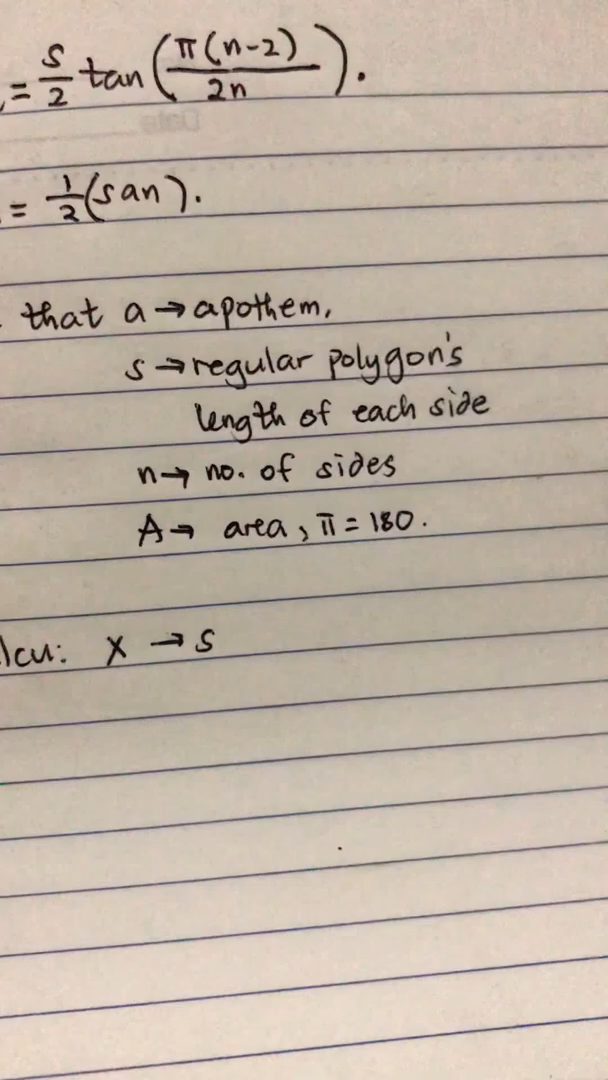 = s/2 tan (π(n-2)/2n).
= 1/2 (san).
that a → apothem,
s → regular polygon's
length of each side
n → no. of sides
A → area, π = 180.
lcu: x → s